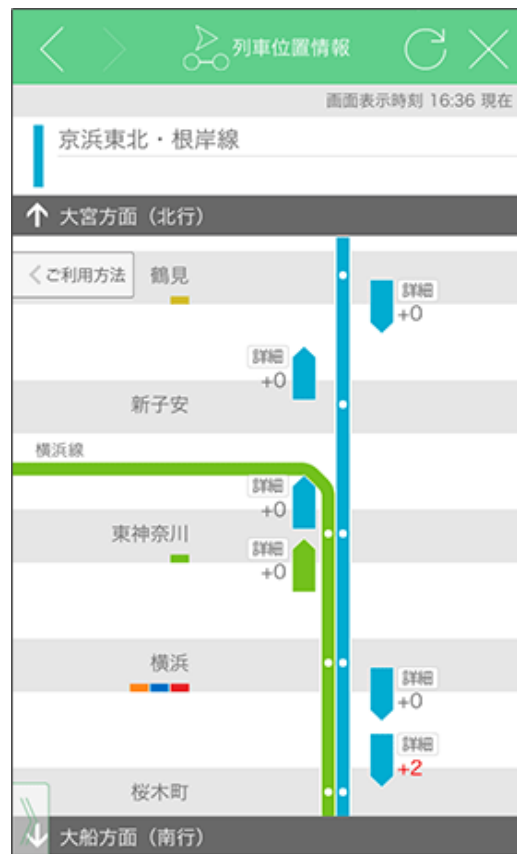 列車位置情報
画面表示時刻 16:36 現在
京浜東北・根岸線
大宮方面（北行）
ご利用方法
鶴見
詳細
+0
詳細
+0
新子安
横浜線
詳細
+0
東神奈川
詳細
+0
横浜
詳細
+0
詳細
+2
桜木町
大船方面（南行）